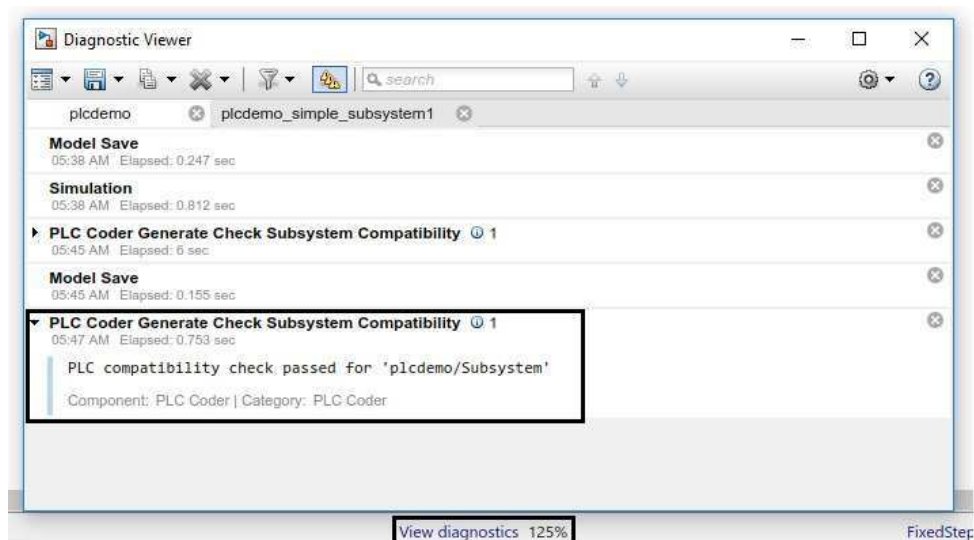 Diagnostic Viewer
search
plcdemo
plcdemo_simple_subsystem1
Model Save
05:38 AM Elapsed: 0.247 sec
Simulation
05:38 AM Elapsed: 0.812 sec
PLC Coder Generate Check Subsystem Compatibility 1
05:45 AM Elapsed: 6 sec
Model Save
05:45 AM Elapsed: 0.155 sec
PLC Coder Generate Check Subsystem Compatibility 1
05:47 AM Elapsed: 0.753 sec
PLC compatibility check passed for 'plcdemo/Subsystem'
Component: PLC Coder | Category: PLC Coder
View diagnostics 125%
FixedStep